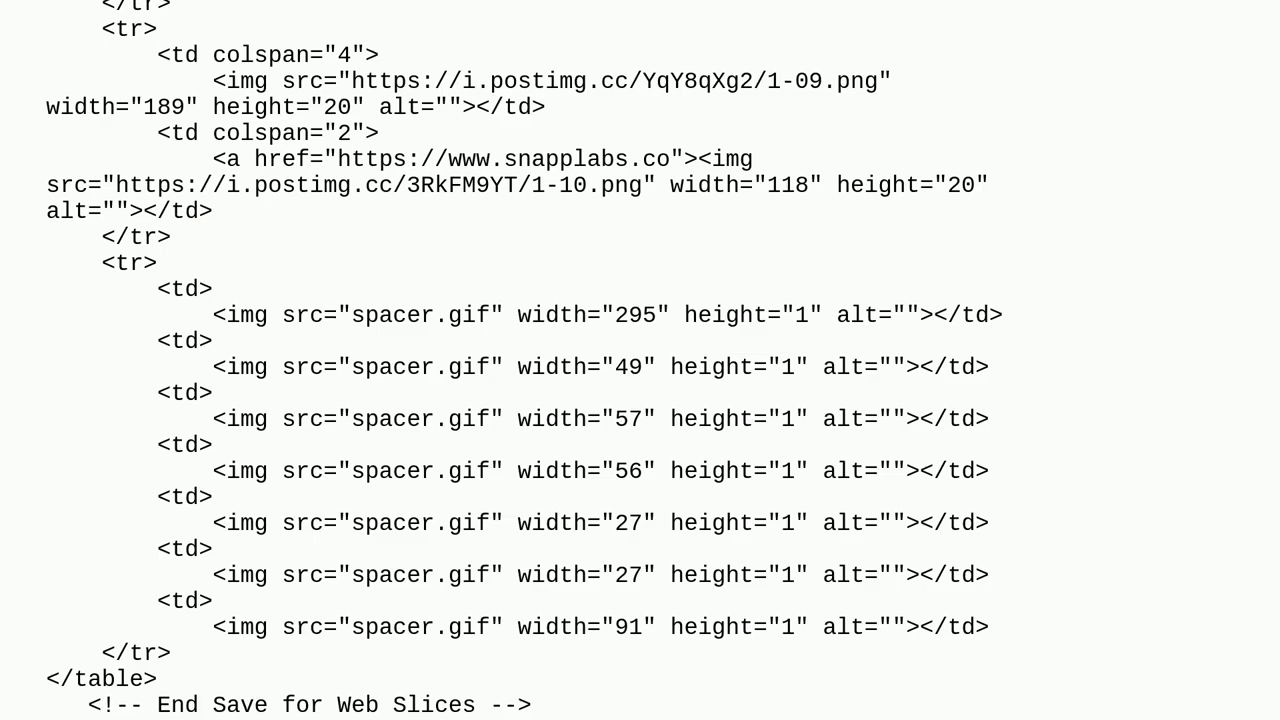 </tr>
    <tr>
        <td colspan="4">
            <img src="https://i.postimg.cc/YqY8qXg2/1-09.png"
width="189" height="20" alt=""></td>
        <td colspan="2">
            <a href="https://www.snapplabs.co"><img
src="https://i.postimg.cc/3RkFM9YT/1-10.png" width="118" height="20"
alt=""></td>
    </tr>
    <tr>
        <td>
            <img src="spacer.gif" width="295" height="1" alt=""></td>
        <td>
            <img src="spacer.gif" width="49" height="1" alt=""></td>
        <td>
            <img src="spacer.gif" width="57" height="1" alt=""></td>
        <td>
            <img src="spacer.gif" width="56" height="1" alt=""></td>
        <td>
            <img src="spacer.gif" width="27" height="1" alt=""></td>
        <td>
            <img src="spacer.gif" width="27" height="1" alt=""></td>
        <td>
            <img src="spacer.gif" width="91" height="1" alt=""></td>
    </tr>
</table>
   <!-- End Save for Web Slices -->